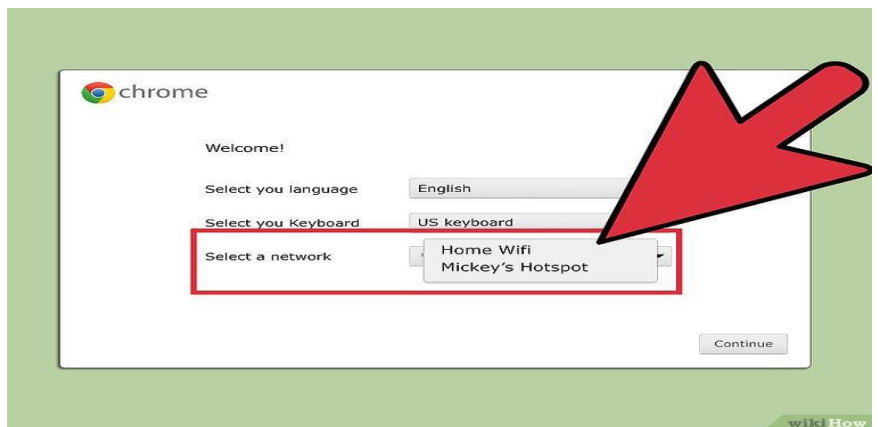 chrome
Welcome!
Select you language English
Select you Keyboard US keyboard
Select a network
Home Wifi
Mickey's Hotspot
Continue
wikiHow